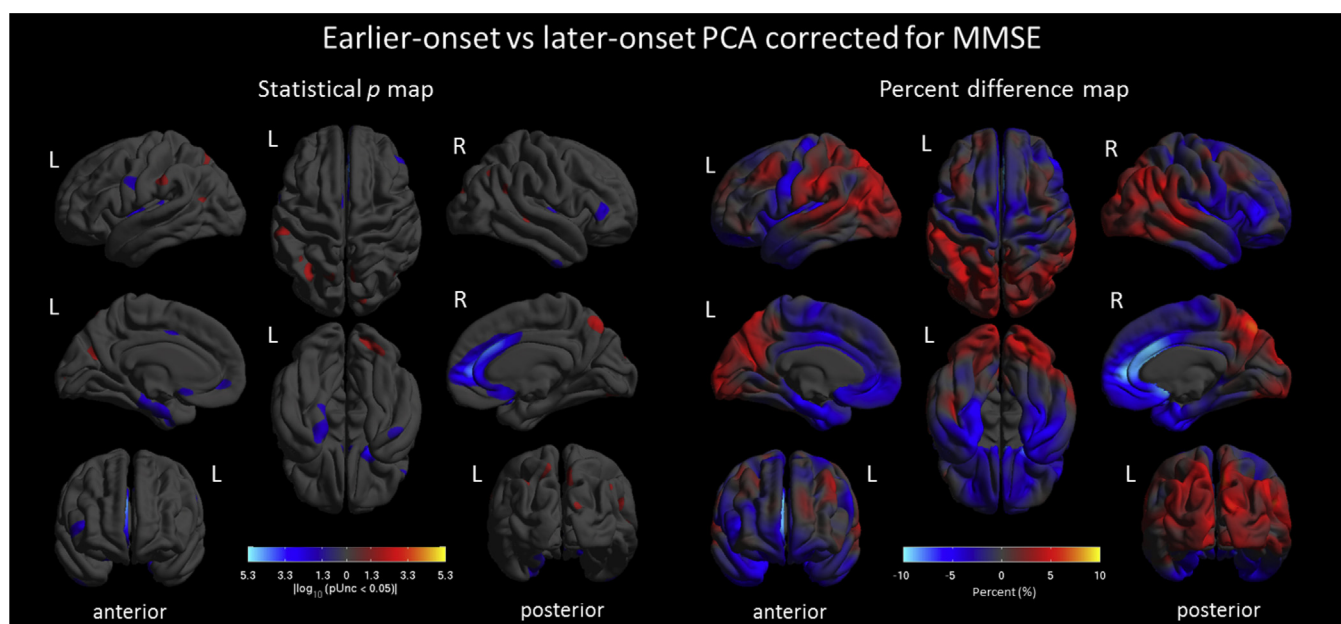 Earlier-onset vs later-onset PCA corrected for MMSE
Statistical p map
Percent difference map
L
L
R
L
L
R
L
L
R
L
L
R
L
L
L
L
5.3 3.3 1.3 0 1.3 3.3 5.3
|log10 (pUnc < 0.05)|
-10 -5 0 5 10
Percent (%)
anterior
posterior
anterior
posterior